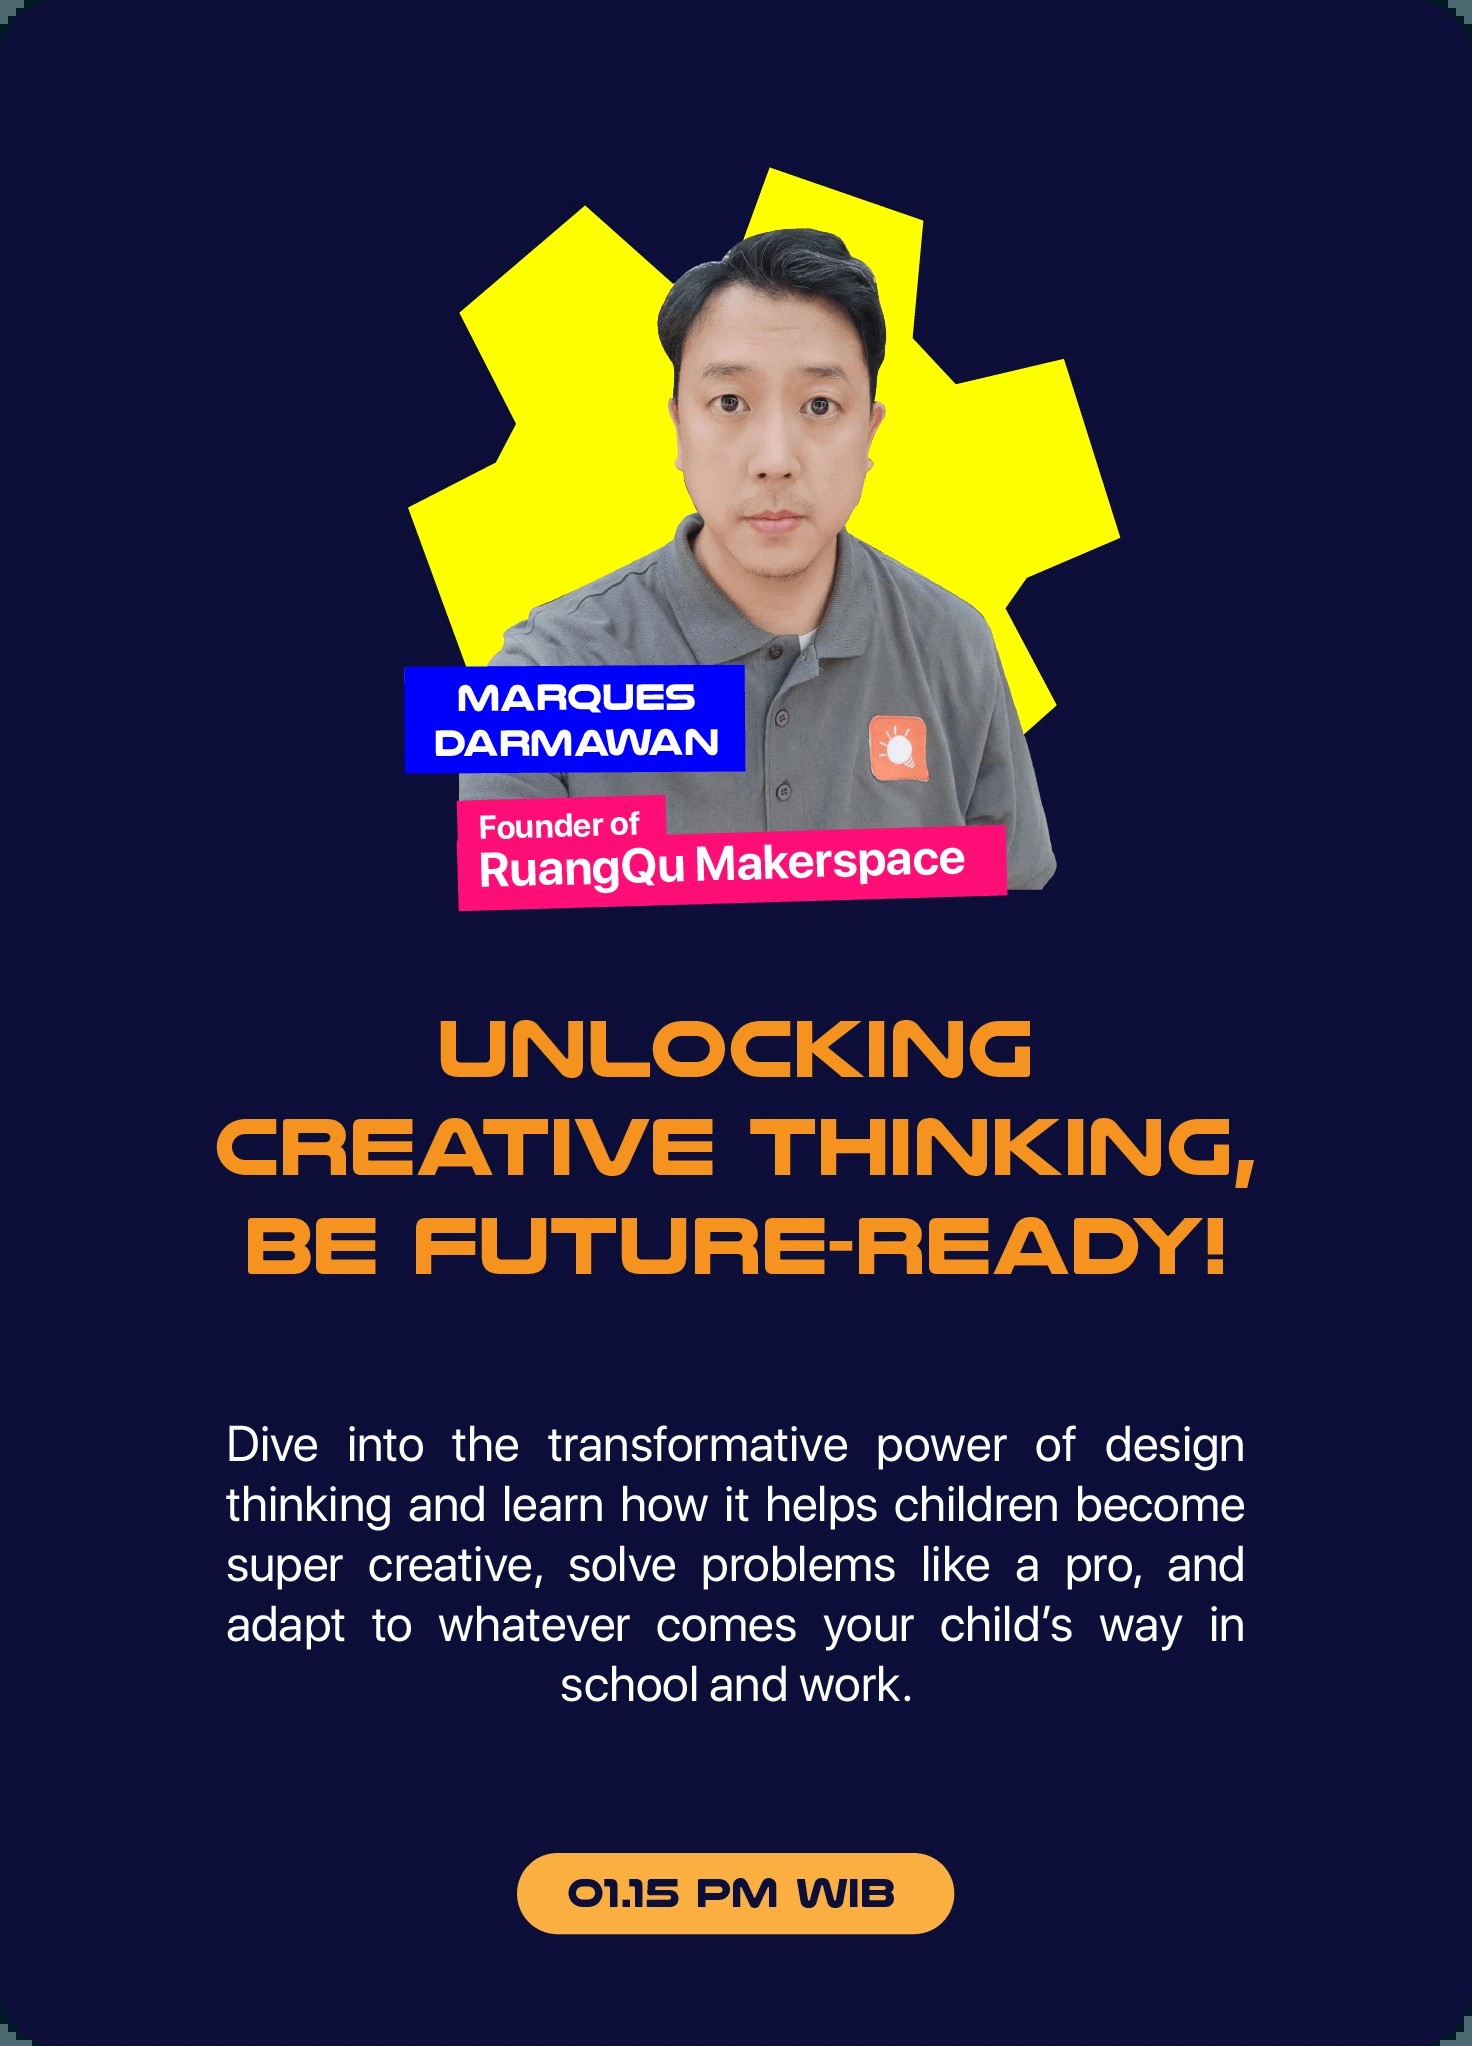 MARQUES
DARMAWAN
Founder of
RuangQu Makerspace
UNLOCKING
CREATIVE THINKING,
BE FUTURE-READY!
Dive into the transformative power of design
thinking and learn how it helps children become
super creative, solve problems like a pro, and
adapt to whatever comes your child’s way in
school and work.
01.15 PM WIB